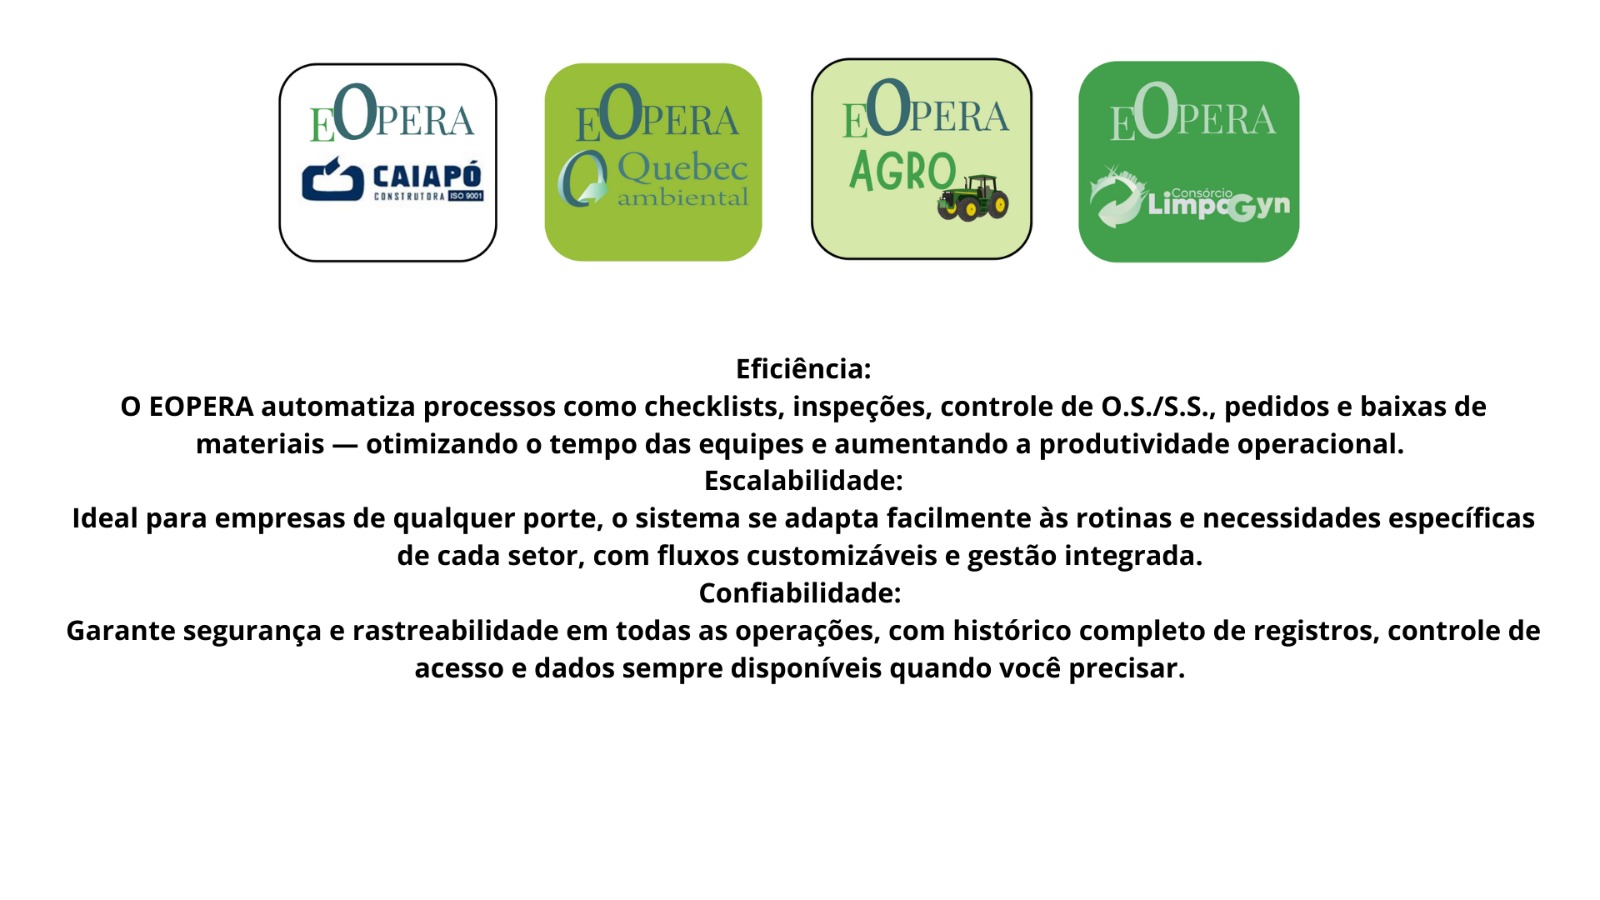 EOPERA
CAIAPÓ
CONSTRUTORA ISO 9001
EOPERA
Quebec
ambiental
EOPERA
AGRO
EOPERA
Consórcio
LimpaGyn
Eficiência:
O EOPERA automatiza processos como checklists, inspeções, controle de O.S./S.S., pedidos e baixas de
materiais — otimizando o tempo das equipes e aumentando a produtividade operacional.
Escalabilidade:
Ideal para empresas de qualquer porte, o sistema se adapta facilmente às rotinas e necessidades específicas
de cada setor, com fluxos customizáveis e gestão integrada.
Confiabilidade:
Garante segurança e rastreabilidade em todas as operações, com histórico completo de registros, controle de
acesso e dados sempre disponíveis quando você precisar.